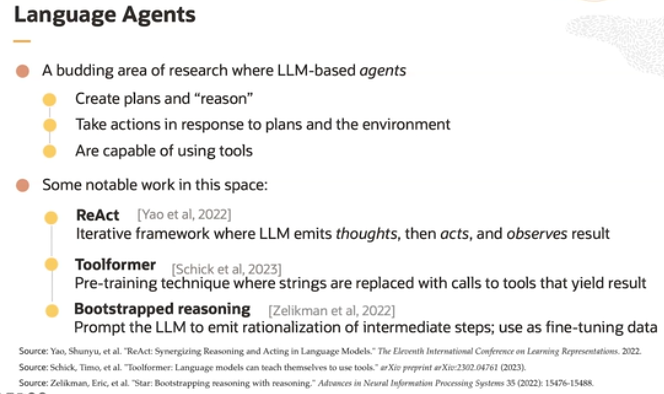 Language Agents
A budding area of research where LLM-based agents
Create plans and “reason”
Take actions in response to plans and the environment
Are capable of using tools
Some notable work in this space:
ReAct [Yao et al, 2022]
Iterative framework where LLM emits thoughts, then acts, and observes result
Toolformer [Schick et al, 2023]
Pre-training technique where strings are replaced with calls to tools that yield result
Bootstrapped reasoning [Zelikman et al, 2022]
Prompt the LLM to emit rationalization of intermediate steps; use as fine-tuning data
Source: Yao, Shunyu, et al. "ReAct: Synergizing Reasoning and Acting in Language Models." The Eleventh International Conference on Learning Representations. 2022.
Source: Schick, Timo, et al. "Toolformer: Language models can teach themselves to use tools." arXiv preprint arXiv:2302.04761 (2023).
Source: Zelikman, Eric, et al. "Star: Bootstrapping reasoning with reasoning." Advances in Neural Information Processing Systems 35 (2022): 15476-15488.